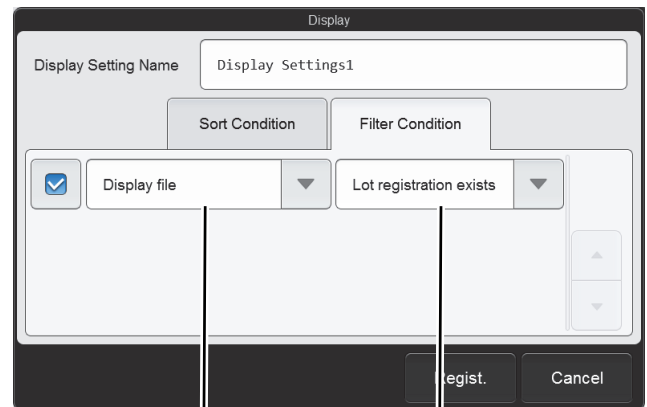 Display
Display Setting Name
Display Settings1
Sort Condition
Filter Condition
Display file
Lot registration exists
Regist.
Cancel